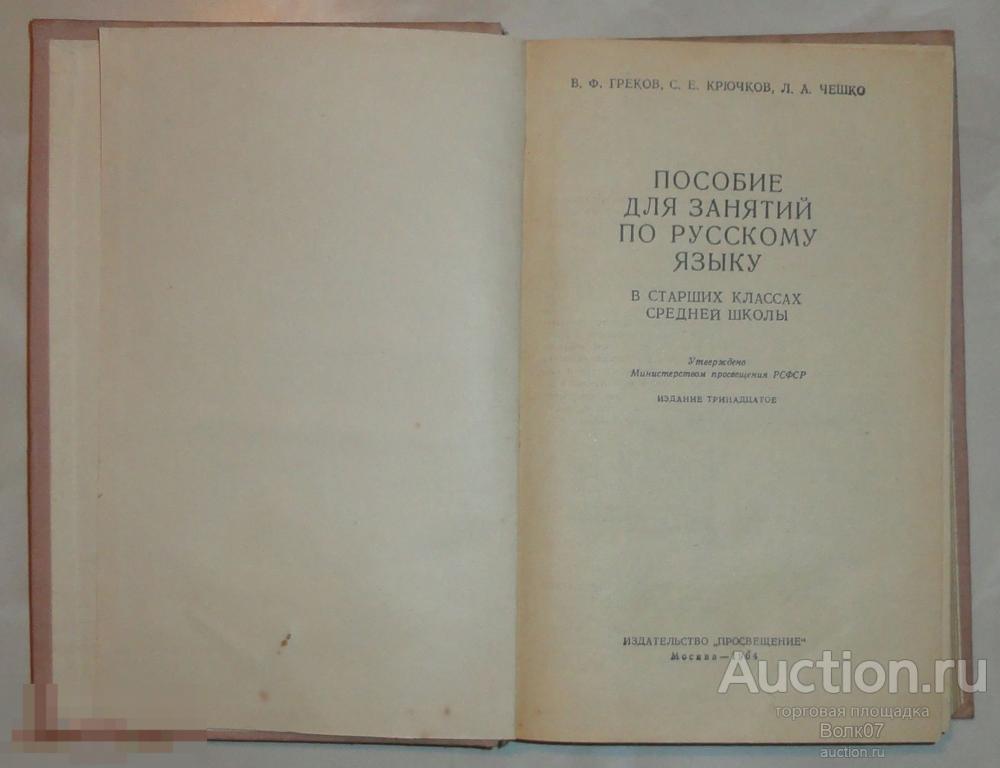 В. Ф. ГРЕКОВ, С. Е. КРЮЧКОВ, Л. А. ЧЕШКО
ПОСОБИЕ
ДЛЯ ЗАНЯТИЙ
ПО РУССКОМУ
ЯЗЫКУ
В СТАРШИХ КЛАССАХ
СРЕДНЕЙ ШКОЛЫ
Утверждено
Министерством просвещения РСФСР
ИЗДАНИЕ ТРИНАДЦАТОЕ
ИЗДАТЕЛЬСТВО „ПРОСВЕЩЕНИЕ"
Москва—1964
Auction.ru
торговая площадка
Волк07
auction.ru